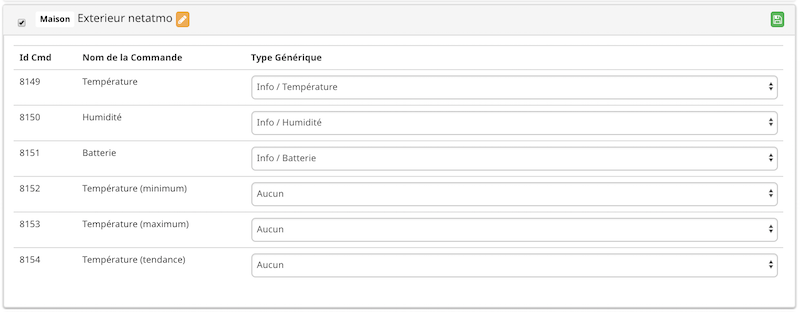 Maison Exterieur netatmo
Id Cmd Nom de la Commande Type Générique
8149 Température Info / Température
8150 Humidité Info / Humidité
8151 Batterie Info / Batterie
8152 Température (minimum) Aucun
8153 Température (maximum) Aucun
8154 Température (tendance) Aucun